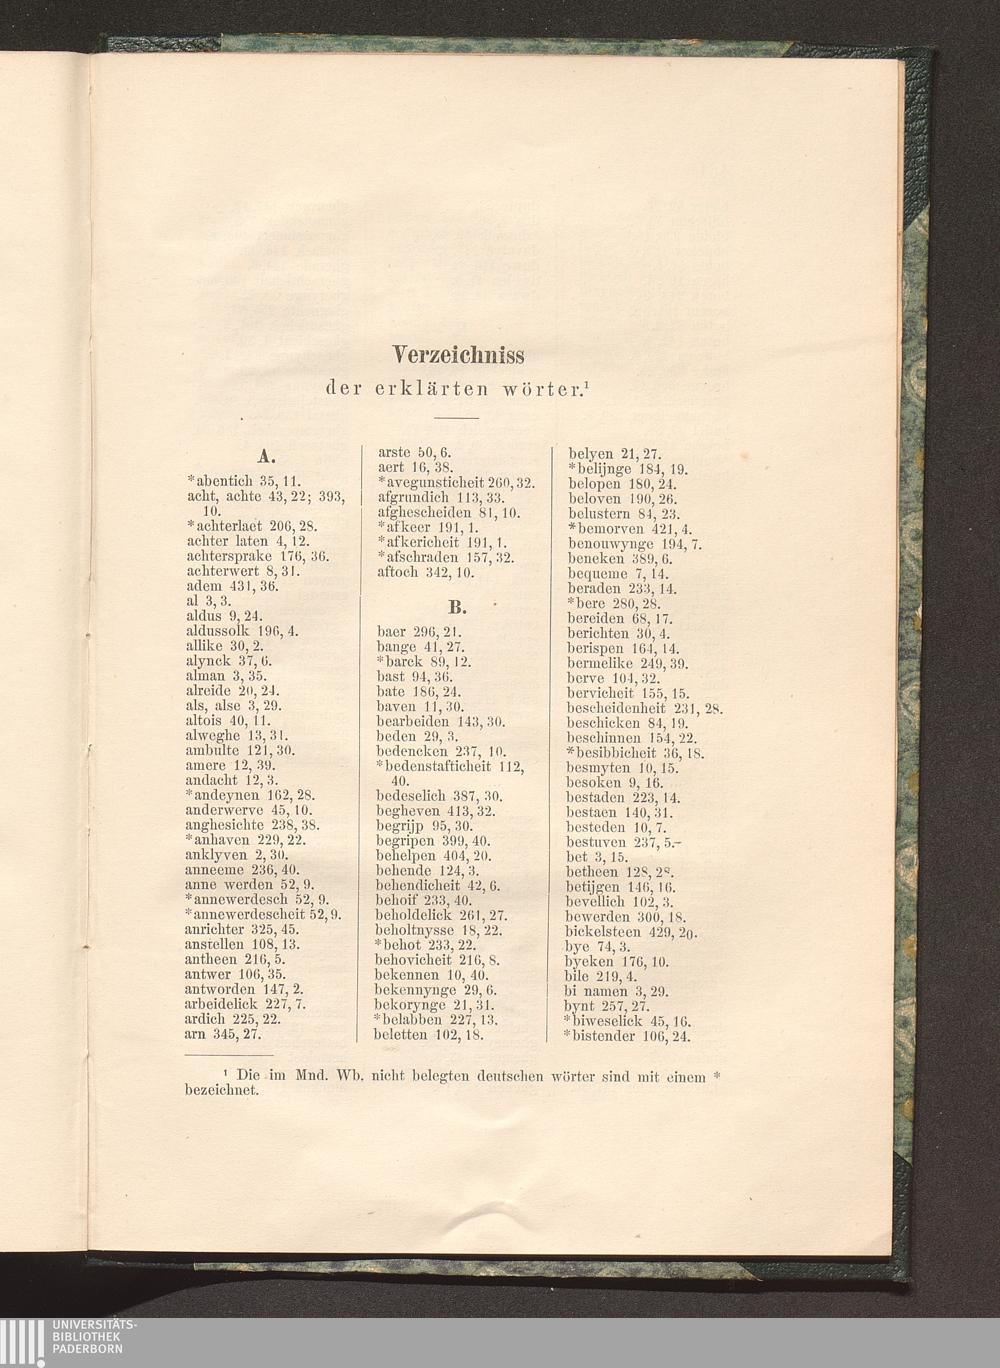 Verzeichniss
der erklärten wörter.¹
A.
*abentich 35, 11.
acht, achte 43, 22; 393,
10.
*achterlaet 206, 28.
achter laten 4, 12.
achtersprake 176, 36.
achterwert 8, 31.
adem 431, 36.
al 3, 3.
aldus 9, 24.
aldussolk 196, 4.
allike 30, 2.
alynck 37, 6.
alman 3, 35.
alreide 20, 24.
als, alse 3, 29.
altois 40, 11.
alweghe 13, 31.
ambulte 121, 30.
amere 12, 39.
andacht 12, 3.
*andeynen 162, 28.
anderwerve 45, 10.
anghesichte 238, 38.
*anhaven 229, 22.
anklyven 2, 30.
anneeme 236, 40.
anne werden 52, 9.
*annewerdesch 52, 9.
*annewerdescheit 52, 9.
anrichter 325, 45.
anstellen 108, 13.
antheen 216, 5.
antwer 106, 35.
antworden 147, 2.
arbeidelick 227, 7.
ardich 225, 22.
arn 345, 27.
arste 50, 6.
aert 16, 38.
*avegunsticheit 260, 32.
afgrundich 113, 33.
afghescheiden 81, 10.
*afkeer 191, 1.
*afkericheit 191, 1.
*afschraden 157, 32.
aftoch 342, 10.
B.
baer 296, 21.
bange 41, 27.
*barck 89, 12.
bast 94, 36.
bate 186, 24.
baven 11, 30.
bearbeiden 143, 30.
beden 29, 3.
bedencken 237, 10.
*bedenstafticheit 112,
40.
bedeselich 387, 30.
begheven 413, 32.
begrijp 95, 30.
begripen 399, 40.
behelpen 404, 20.
behende 124, 3.
behendicheit 42, 6.
behoif 233, 40.
beholdelick 261, 27.
beholtnysse 18, 22.
*behot 233, 22.
behovicheit 216, 8.
bekennen 10, 40.
bekennynge 29, 6.
bekorynge 21, 31.
*belabben 227, 13.
beletten 102, 18.
belyen 21, 27.
*belijnge 184, 19.
belopen 180, 24.
beloven 190, 26.
belustern 84, 23.
*bemorven 421, 4.
benouwynge 194, 7.
beneken 389, 6.
bequeme 7, 14.
beraden 233, 14.
*bere 280, 28.
bereiden 68, 17.
berichten 30, 4.
berispen 164, 14.
bermelike 249, 39.
berve 104, 32.
bervicheit 155, 15.
bescheidenheit 231, 28.
beschicken 84, 19.
beschinnen 154, 22.
*besibbicheit 36, 18.
besmyten 10, 15.
besoken 9, 16.
bestaden 223, 14.
bestaen 140, 31.
besteden 10, 7.
bestuven 237, 5.
bet 3, 15.
betheen 128, 28.
betijgen 146, 16.
bevellich 102, 3.
bewerden 300, 18.
bickelsteen 429, 20.
bye 74, 3.
byeken 176, 10.
bile 219, 4.
bi namen 3, 29.
bynt 257, 27.
*biweselick 45, 16.
*bistender 106, 24.
¹ Die im Mnd. Wb. nicht belegten deutschen wörter sind mit einem *
bezeichnet.
UNIVERSITÄTS-
BIBLIOTHEK
PADERBORN